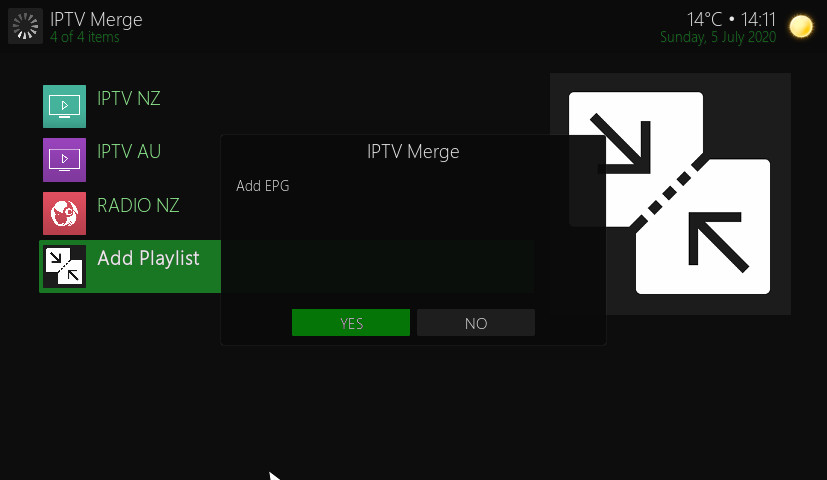 IPTV Merge
4 of 4 items
14°C • 14:11
Sunday, 5 July 2020
IPTV NZ
IPTV AU
RADIO NZ
Add Playlist
IPTV Merge
Add EPG
YES
NO